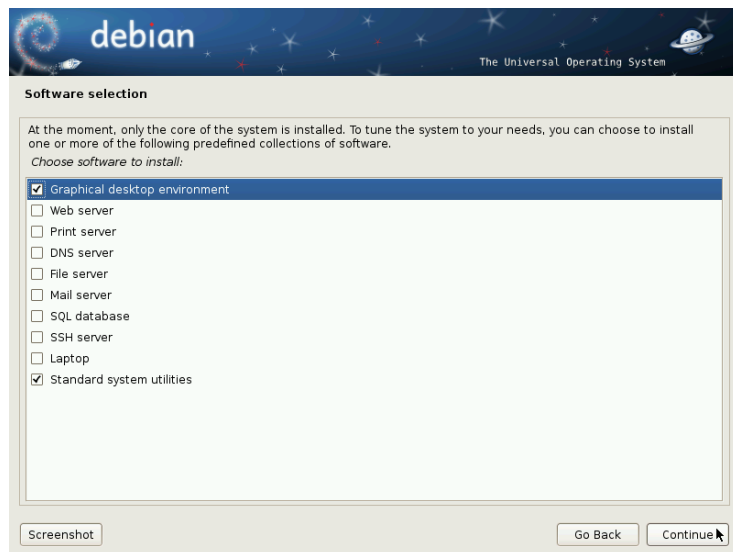 debian
The Universal Operating System
Software selection
At the moment, only the core of the system is installed. To tune the system to your needs, you can choose to install
one or more of the following predefined collections of software.
Choose software to install:
Graphical desktop environment
Web server
Print server
DNS server
File server
Mail server
SQL database
SSH server
Laptop
Standard system utilities
Screenshot
Go Back
Continue